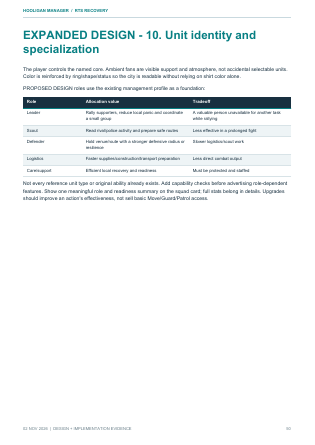 HOOLIGAN MANAGER / RTS RECOVERY
EXPANDED DESIGN - 10. Unit identity and
specialization
The player controls the named core. Ambient fans are visible support and atmosphere, not accidental selectable units.
Color is reinforced by ring/shape/status so the city is readable without relying on shirt color alone.
PROPOSED DESIGN roles use the existing management profile as a foundation:
Role Allocation value Tradeoff
Leader Rally supporters, reduce local panic and coordinate a small group A valuable person unavailable for another task while rallying
Scout Read rival/police activity and prepare safe routes Less effective in a prolonged fight
Defender Hold venue/route with a stronger defensive radius or resilience Slower logistics/scout work
Logistics Faster supplies/construction/transport preparation Less direct combat output
Care/support Efficient local recovery and readiness Must be protected and staffed
Not every reference unit type or original ability already exists. Add capability checks before advertising role-dependent
features. Show one meaningful role and readiness summary on the squad card; full stats belong in details. Upgrades
should improve an action's effectiveness, not sell basic Move/Guard/Patrol access.
02 NOV 2026 | DESIGN + IMPLEMENTATION EVIDENCE